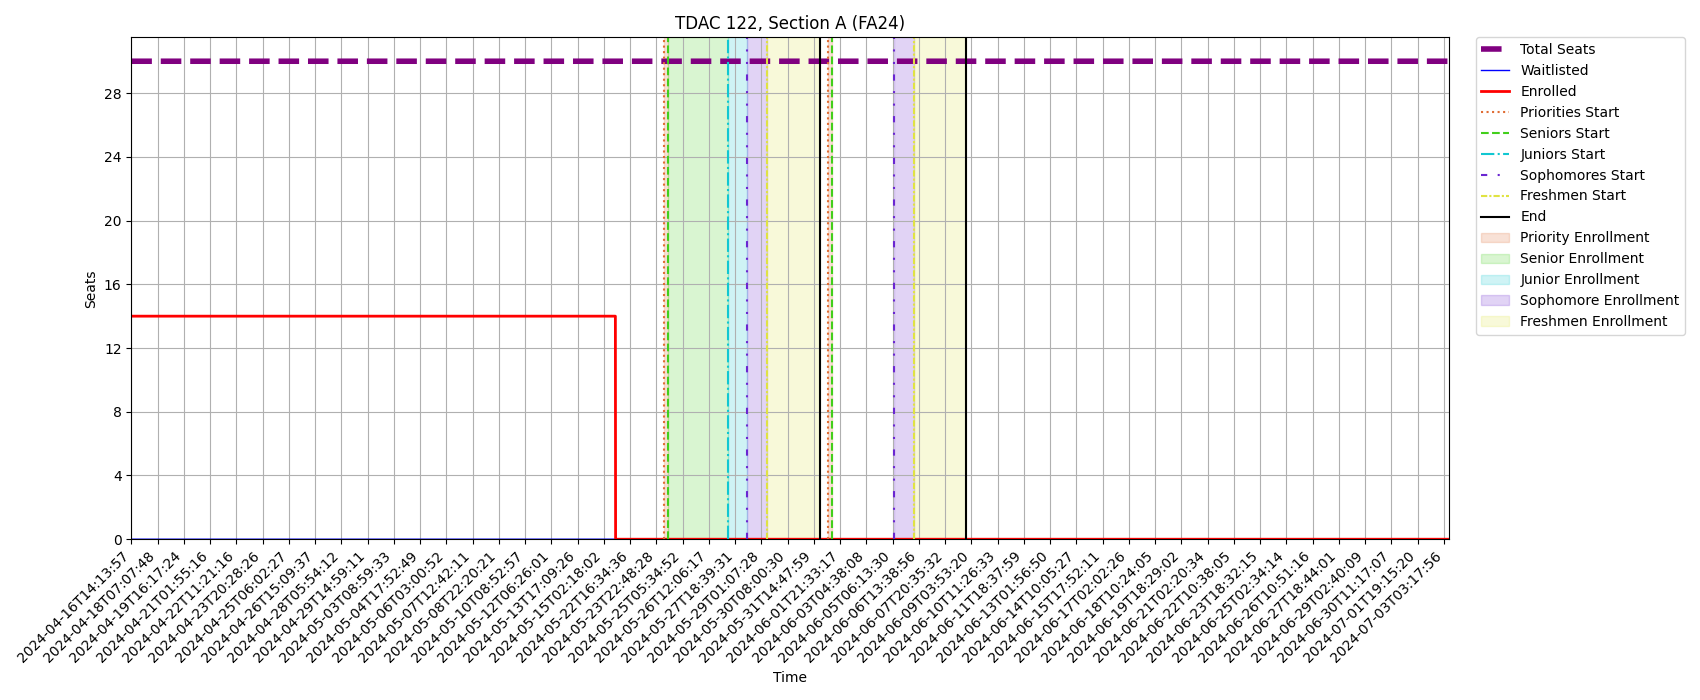 TDAC 122, Section A (FA24)
Total Seats
Waitlisted
Enrolled
Priorities Start
Seniors Start
Juniors Start
Sophomores Start
Freshmen Start
End
Priority Enrollment
Senior Enrollment
Junior Enrollment
Sophomore Enrollment
Freshmen Enrollment
Seats
28
24
20
16
12
8
4
0
2024-04-16T14:13:57
2024-04-18T07:07:48
2024-04-19T16:17:24
2024-04-21T01:55:16
2024-04-22T11:21:16
2024-04-23T20:28:26
2024-04-25T06:02:27
2024-04-26T15:09:37
2024-04-28T05:54:12
2024-04-29T14:59:11
2024-05-03T08:59:33
2024-05-04T17:52:49
2024-05-06T03:00:52
2024-05-07T12:42:11
2024-05-08T22:20:21
2024-05-10T08:52:57
2024-05-12T06:26:01
2024-05-13T17:09:26
2024-05-15T02:18:02
2024-05-22T16:34:36
2024-05-23T22:48:28
2024-05-25T05:34:52
2024-05-26T12:06:17
2024-05-27T18:39:31
2024-05-29T01:07:28
2024-05-30T08:00:30
2024-05-31T14:47:59
2024-06-01T21:33:17
2024-06-03T04:38:08
2024-06-05T06:13:30
2024-06-06T13:38:56
2024-06-07T20:35:32
2024-06-09T03:53:20
2024-06-10T11:26:33
2024-06-11T18:37:59
2024-06-13T01:56:50
2024-06-14T10:05:27
2024-06-15T17:52:11
2024-06-17T02:02:26
2024-06-18T10:24:05
2024-06-19T18:29:02
2024-06-21T02:20:34
2024-06-22T10:38:05
2024-06-23T18:32:15
2024-06-25T02:34:14
2024-06-26T10:51:16
2024-06-27T18:44:01
2024-06-29T02:40:09
2024-06-30T11:17:07
2024-07-01T19:15:20
2024-07-03T03:17:56
Time